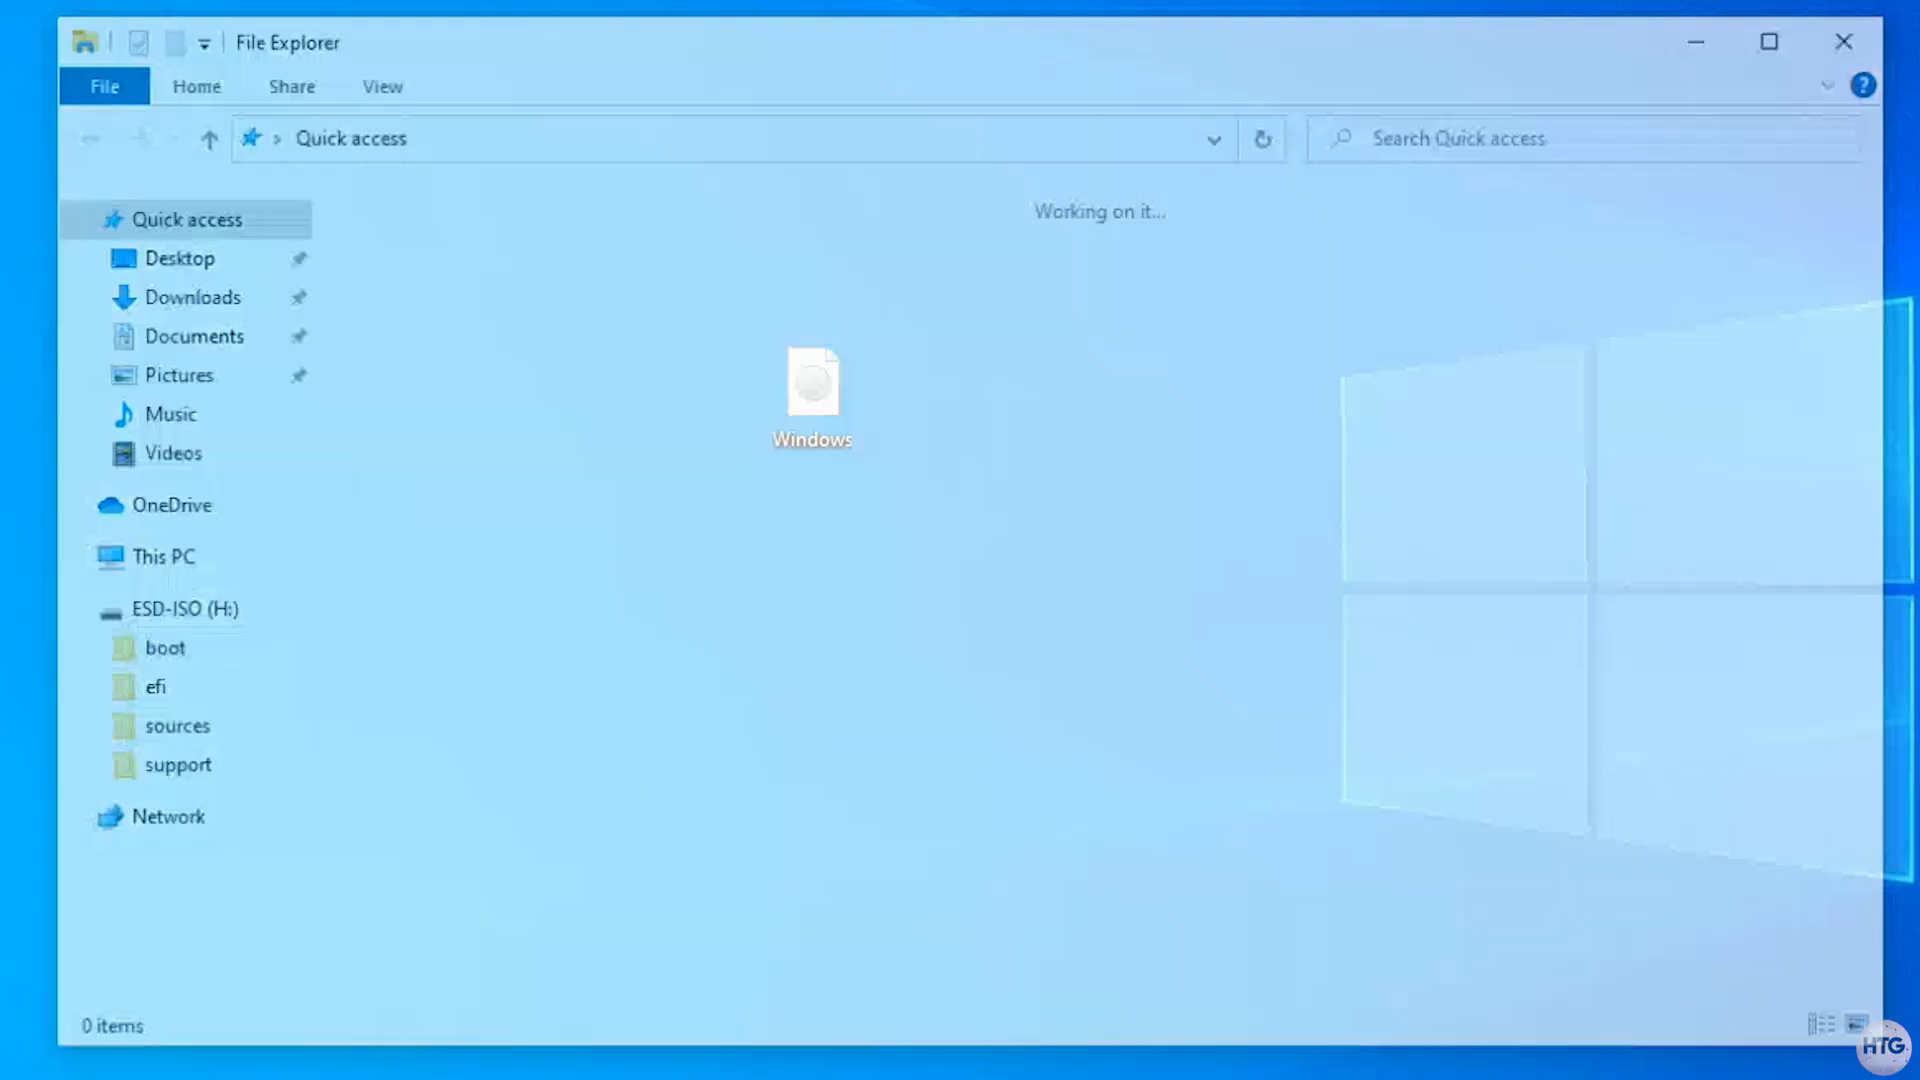 File Explorer
File Home Share View
?
Quick access
Search Quick access
Working on it...
Quick access
Desktop
Downloads
Documents
Pictures
Music
Videos
OneDrive
This PC
ESD-ISO (H:)
boot
efi
sources
support
Network
Windows
0 items
HTG